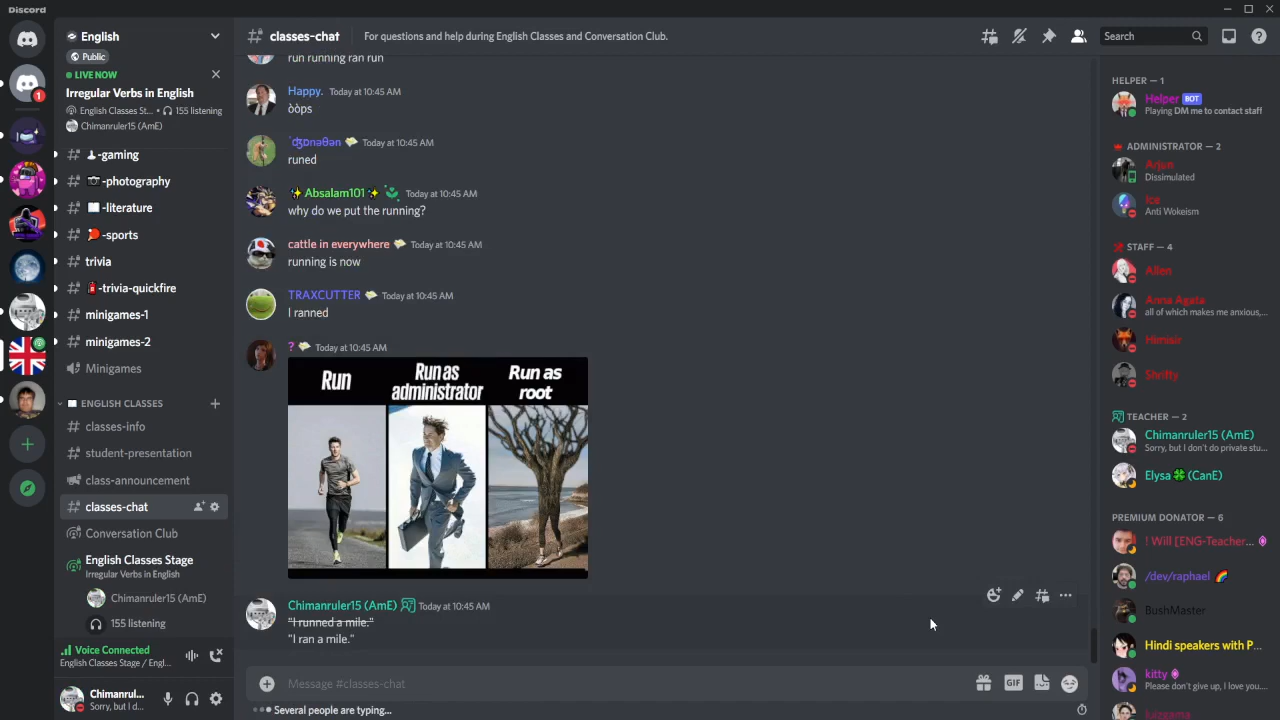 Discord
English
Public
LIVE NOW
Irregular Verbs in English
English Classes St... • 155 listening
Chimanruler15 (AmE)
-gaming
-photography
-literature
-sports
trivia
-trivia-quickfire
minigames-1
minigames-2
Minigames
ENGLISH CLASSES
classes-info
student-presentation
class-announcement
classes-chat
Conversation Club
English Classes Stage
Irregular Verbs in English
Chimanruler15 (AmE)
155 listening
Voice Connected
English Classes Stage / Engl...
Chimanrul...
Sorry, but I d...
1
classes-chat
For questions and help during English Classes and Conversation Club.
Search
run running ran run
Happy. Today at 10:45 AM
òòps
ˈʤɒnəθən Today at 10:45 AM
runed
Absalam101 Today at 10:45 AM
why do we put the running?
cattle in everywhere Today at 10:45 AM
running is now
TRAXCUTTER Today at 10:45 AM
I ranned
? Today at 10:45 AM
Run
Run as administrator
Run as root
Chimanruler15 (AmE) Today at 10:45 AM
"I runned a mile."
"I ran a mile."
Message #classes-chat
GIF
Several people are typing...
HELPER — 1
Helper BOT
Playing DM me to contact staff
ADMINISTRATOR — 2
Arjun
Dissimulated
Ice
Anti Wokeism
STAFF — 4
Allen
Anna Agata
all of which makes me anxious,...
Shrifty
TEACHER — 2
Chimanruler15 (AmE)
Sorry, but I don't do private stu...
Elysa (CanE)
PREMIUM DONATOR — 6
! Will [ENG-Teacher...
/dev/raphael
BushMaster
Hindi speakers with P...
kitty
Please don't give up, I love you...